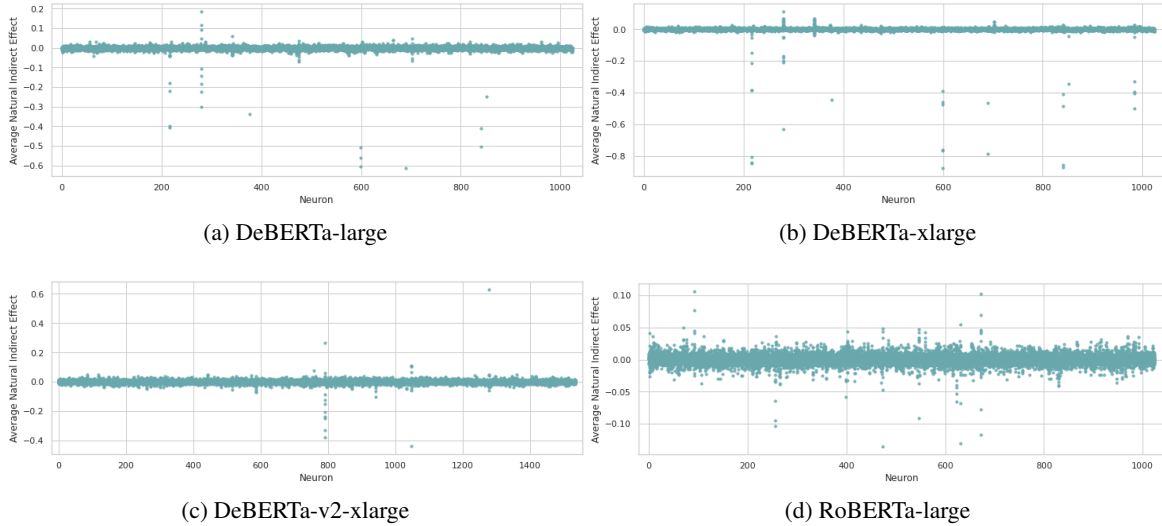 Average Natural Indirect Effect
0.2
0.1
0.0
−0.1
−0.2
−0.3
−0.4
−0.5
−0.6
0 200 400 600 800 1000
Neuron
(a) DeBERTa-large
Average Natural Indirect Effect
0.0
−0.2
−0.4
−0.6
−0.8
0 200 400 600 800 1000
Neuron
(b) DeBERTa-xlarge
Average Natural Indirect Effect
0.6
0.4
0.2
0.0
−0.2
−0.4
0 200 400 600 800 1000 1200 1400
Neuron
(c) DeBERTa-v2-xlarge
Average Natural Indirect Effect
0.10
0.05
0.00
−0.05
−0.10
0 200 400 600 800 1000
Neuron
(d) RoBERTa-large